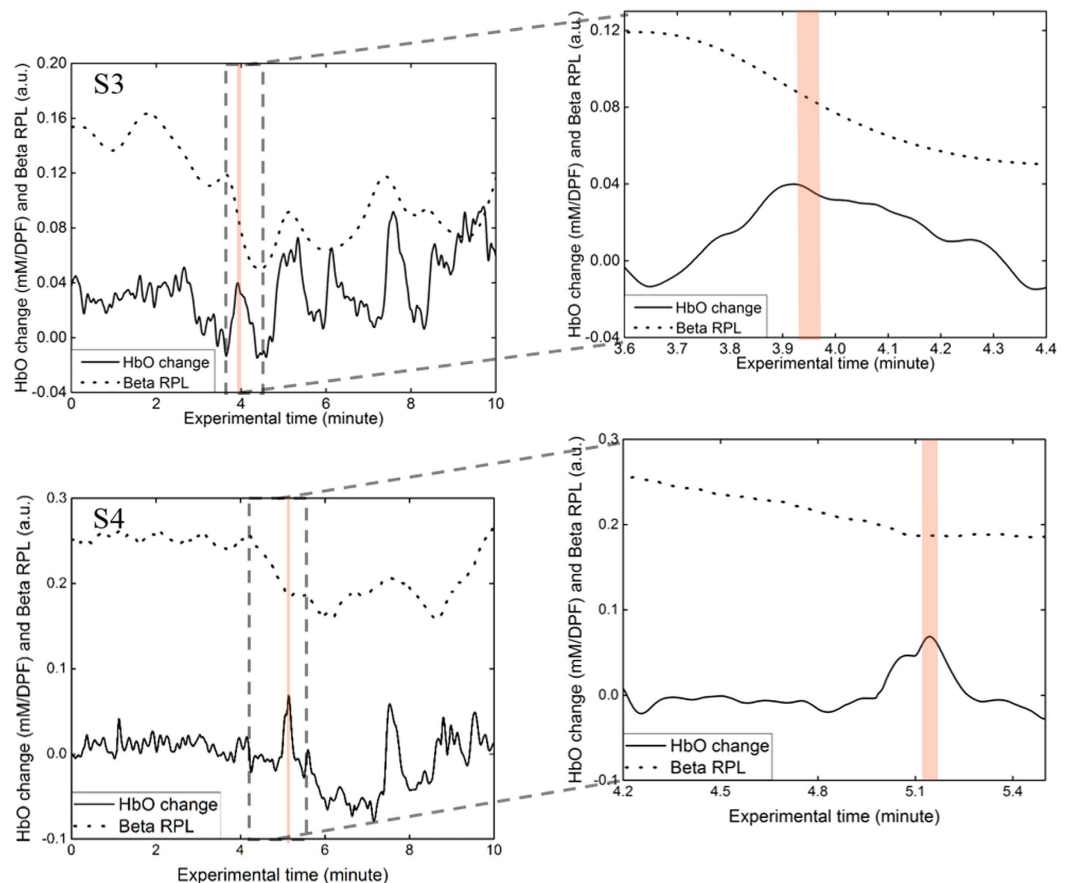 S3
HbO change (mM/DPF) and Beta RPL (a.u.)
0.20
0.16
0.12
0.08
0.04
0.00
-0.04
HbO change
Beta RPL
0 2 4 6 8 10
Experimental time (minute)
HbO change (mM/DPF) and Beta RPL (a.u.)
0.12
0.08
0.04
0.00
-0.04
HbO change
Beta RPL
3.6 3.7 3.8 3.9 4.0 4.1 4.2 4.3 4.4
Experimental time (minute)
S4
HbO change (mM/DPF) and Beta RPL (a.u.)
0.3
0.2
0.1
0.0
-0.1
HbO change
Beta RPL
0 2 4 6 8 10
Experimental time (minute)
HbO change (mM/DPF) and Beta RPL (a.u.)
0.3
0.2
0.1
0.0
-0.1
HbO change
Beta RPL
4.2 4.5 4.8 5.1 5.4
Experimental time (minute)